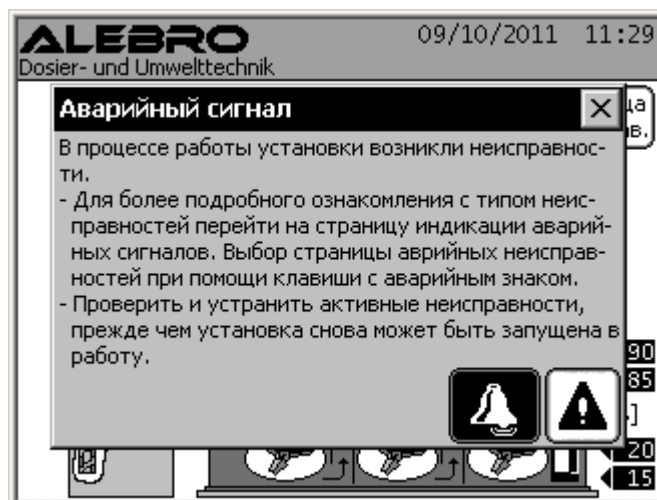 ALEBRO
09/10/2011 11:29
Dosier- und Umwelttechnik
Аварийный сигнал
В процессе работы установки возникли неисправнос-
ти.
- Для более подробного ознакомления с типом неис-
правностей перейти на страницу индикации аварий-
ных сигналов. Выбор страницы аврийных неисправ-
ностей при помощи клавиши с аварийным знаком.
- Проверить и устранить активные неисправности,
прежде чем установка снова может быть запущена в
работу.
90
85
20
15